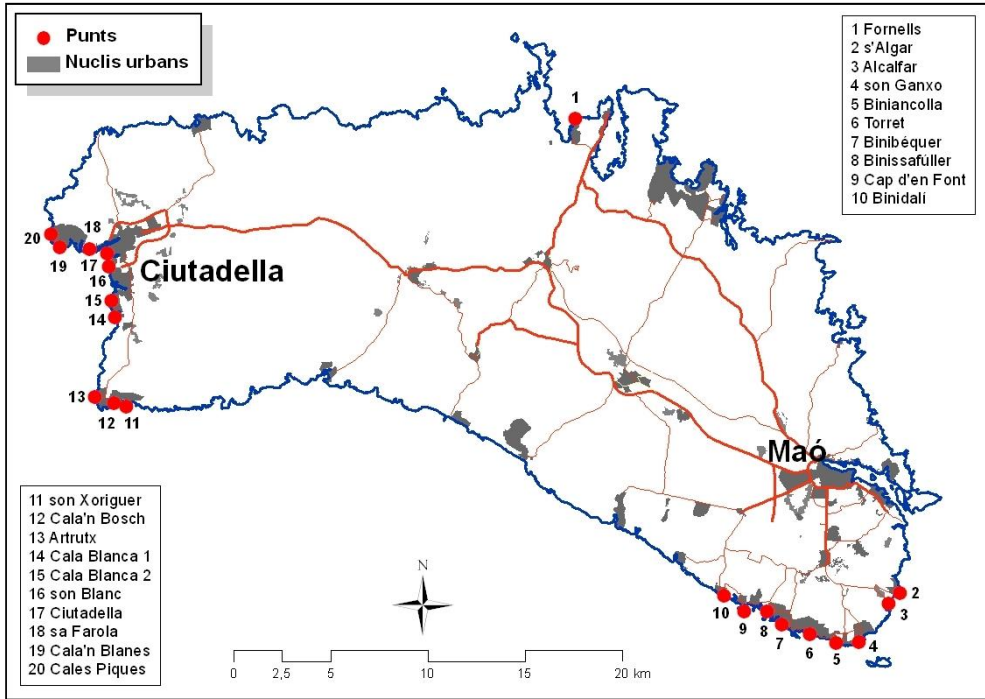 Punts
Nuclis urbans
1 Fornells
2 s'Algar
3 Alcalfar
4 son Ganxo
5 Biniancolla
6 Torret
7 Binibéquer
8 Binissafúller
9 Cap d'en Font
10 Binidalí
1
20
19
18
17
16
Ciutadella
15
14
13
12
11
Maó
11 son Xoriguer
12 Cala'n Bosch
13 Artrutx
14 Cala Blanca 1
15 Cala Blanca 2
16 son Blanc
17 Ciutadella
18 sa Farola
19 Cala'n Blanes
20 Cales Piques
N
2
3
10
9
8
7
6
5
4
0 2,5 5 10 15 20 km